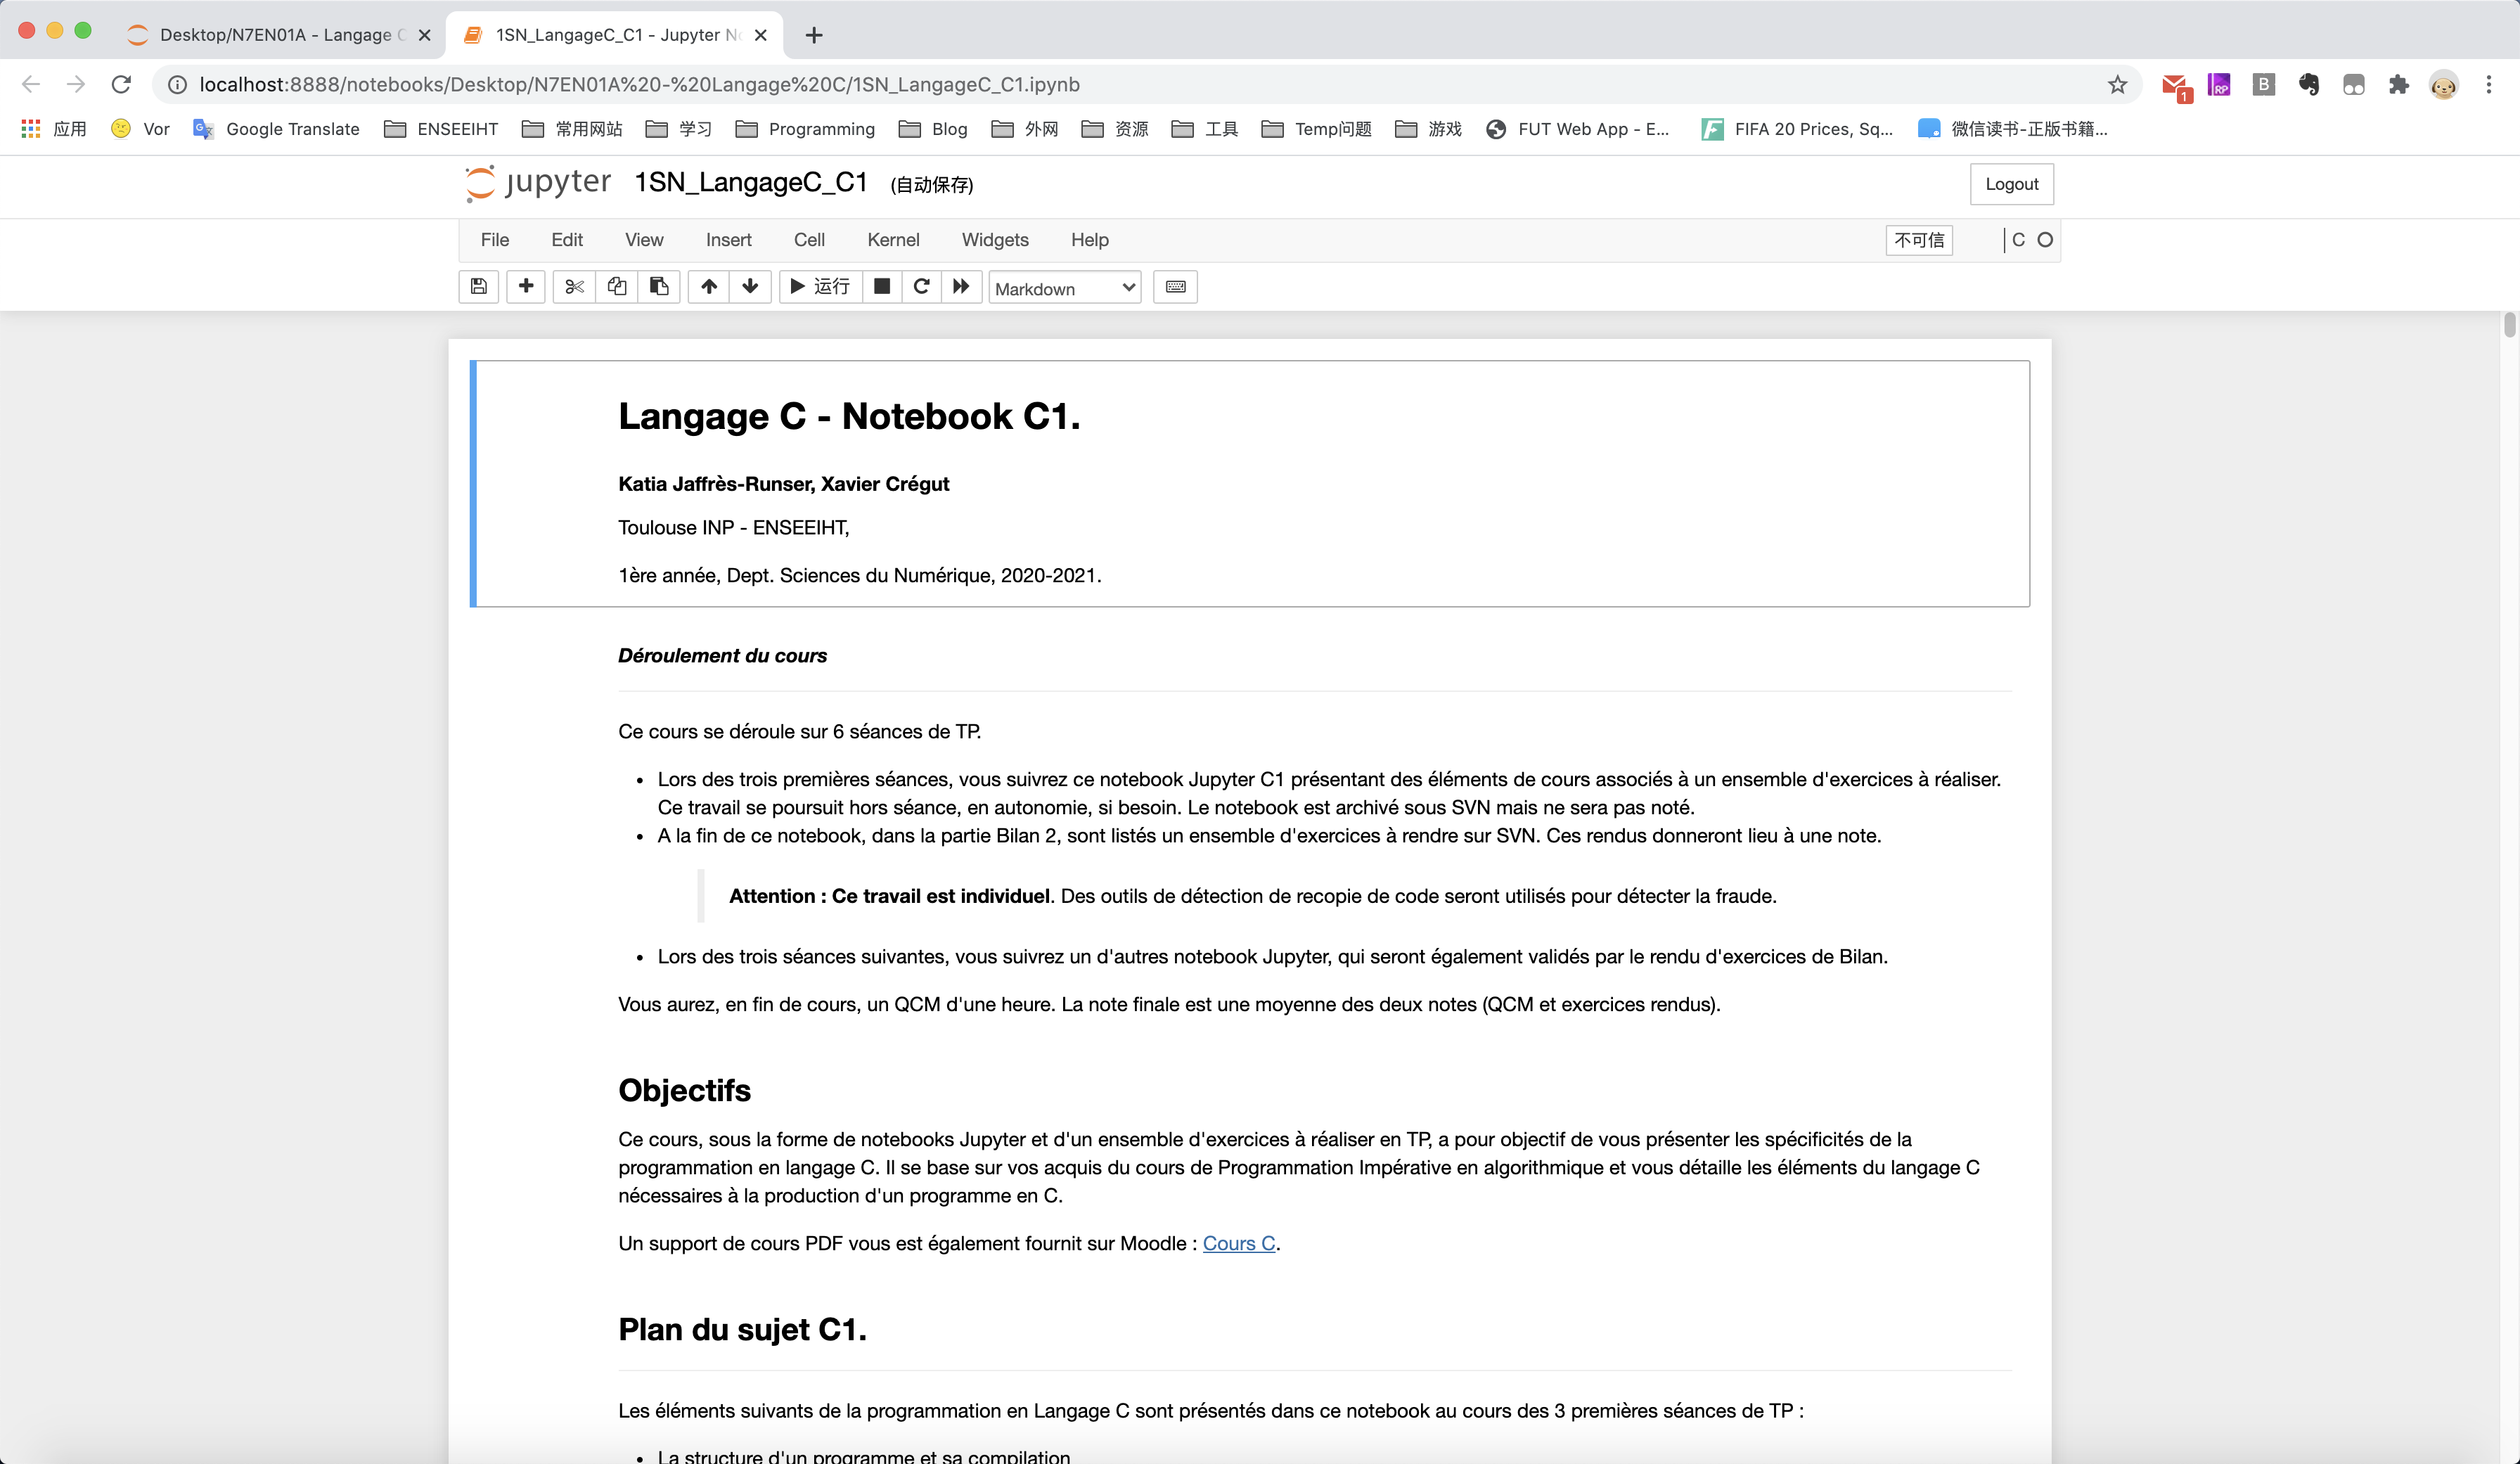 Desktop/N7EN01A - Langage C
1SN_LangageC_C1 - Jupyter No
localhost:8888/notebooks/Desktop/N7EN01A%20-%20Langage%20C/1SN_LangageC_C1.ipynb
1
RP
B
应用 Vor Google Translate ENSEEIHT 常用网站 学习 Programming Blog 外网 资源 工具 Temp问题 游戏 FUT Web App - E... FIFA 20 Prices, Sq... 微信读书-正版书籍...
jupyter 1SN_LangageC_C1 (自动保存)
Logout
File Edit View Insert Cell Kernel Widgets Help
不可信 C
运行 Markdown
Langage C - Notebook C1.
Katia Jaffrès-Runser, Xavier Crégut
Toulouse INP - ENSEEIHT,
1ère année, Dept. Sciences du Numérique, 2020-2021.
Déroulement du cours
Ce cours se déroule sur 6 séances de TP.
• Lors des trois premières séances, vous suivrez ce notebook Jupyter C1 présentant des éléments de cours associés à un ensemble d'exercices à réaliser.
Ce travail se poursuit hors séance, en autonomie, si besoin. Le notebook est archivé sous SVN mais ne sera pas noté.
• A la fin de ce notebook, dans la partie Bilan 2, sont listés un ensemble d'exercices à rendre sur SVN. Ces rendus donneront lieu à une note.
Attention : Ce travail est individuel. Des outils de détection de recopie de code seront utilisés pour détecter la fraude.
• Lors des trois séances suivantes, vous suivrez un d'autres notebook Jupyter, qui seront également validés par le rendu d'exercices de Bilan.
Vous aurez, en fin de cours, un QCM d'une heure. La note finale est une moyenne des deux notes (QCM et exercices rendus).
Objectifs
Ce cours, sous la forme de notebooks Jupyter et d'un ensemble d'exercices à réaliser en TP, a pour objectif de vous présenter les spécificités de la
programmation en langage C. Il se base sur vos acquis du cours de Programmation Impérative en algorithmique et vous détaille les éléments du langage C
nécessaires à la production d'un programme en C.
Un support de cours PDF vous est également fournit sur Moodle : Cours C.
Plan du sujet C1.
Les éléments suivants de la programmation en Langage C sont présentés dans ce notebook au cours des 3 premières séances de TP :
• La structure d'un programme et sa compilation